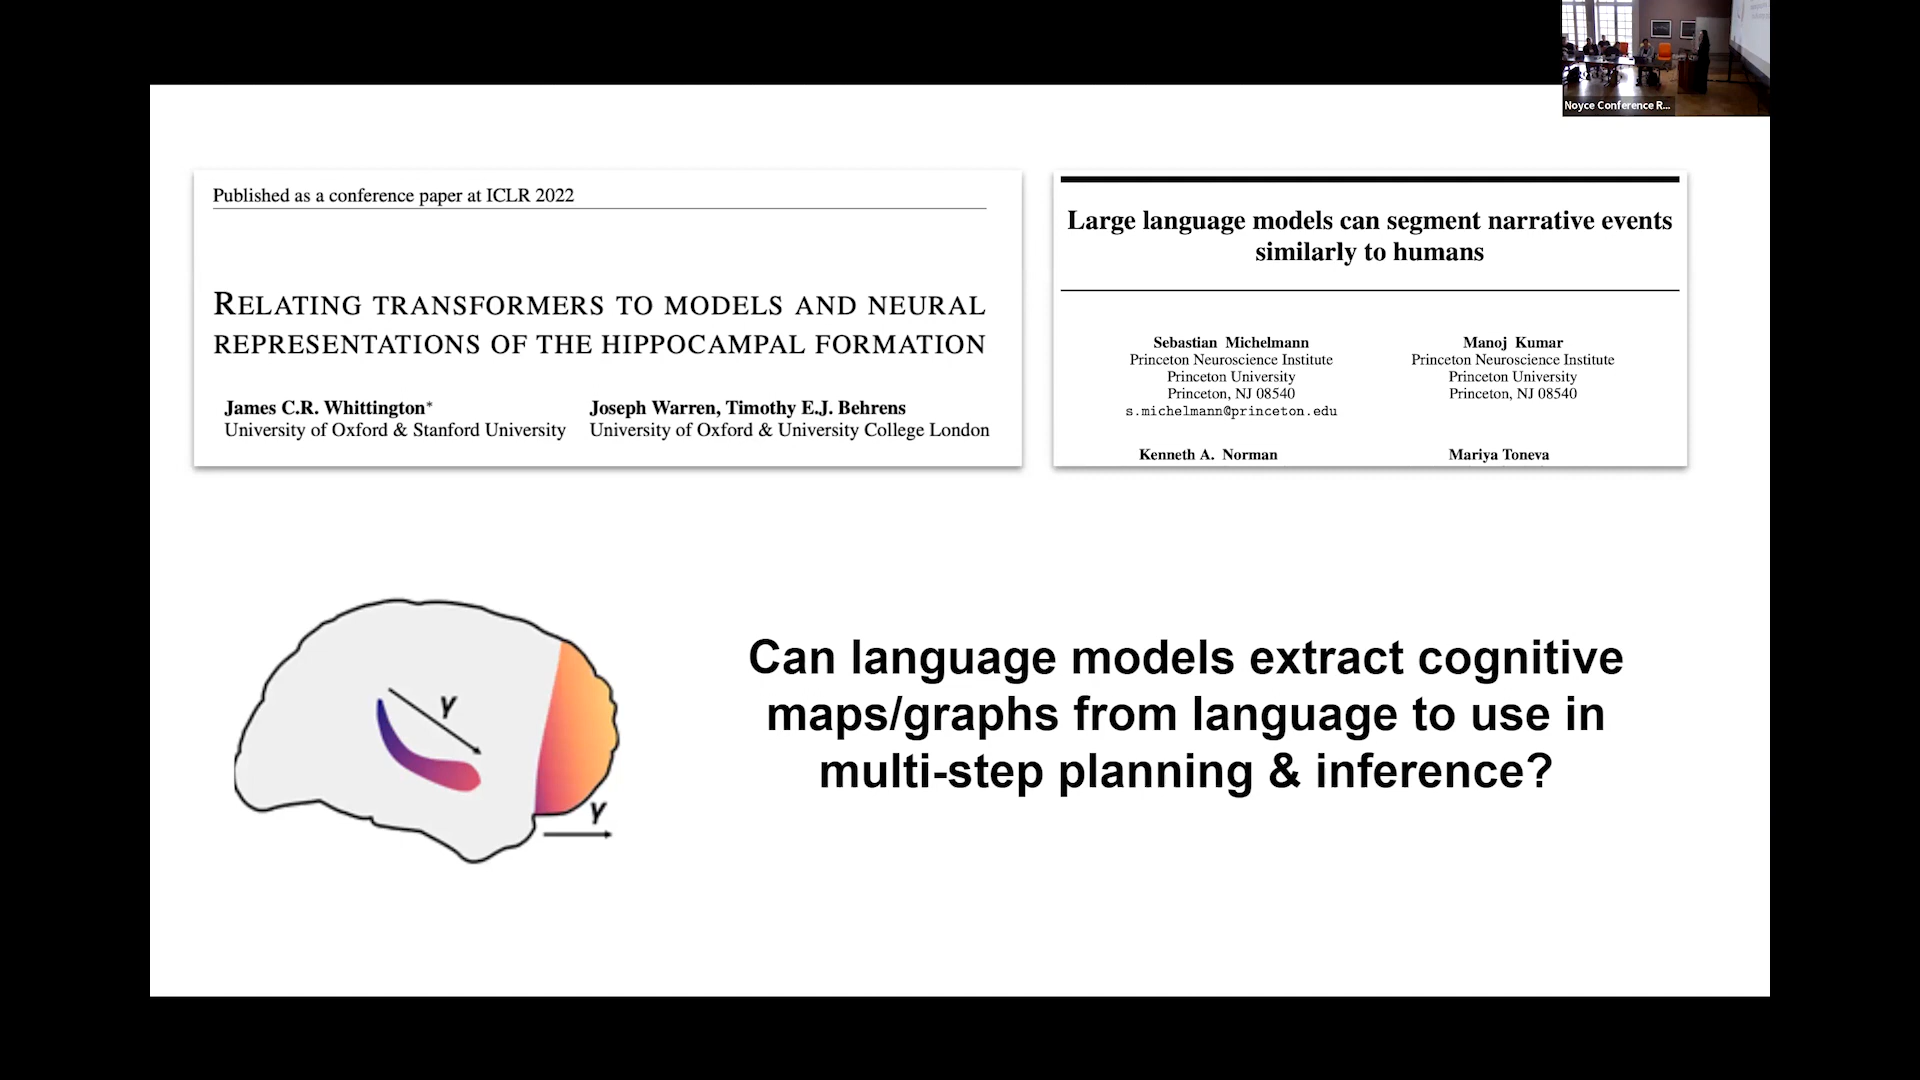 Noyce Conference R...
Published as a conference paper at ICLR 2022
RELATING TRANSFORMERS TO MODELS AND NEURAL
REPRESENTATIONS OF THE HIPPOCAMPAL FORMATION
James C.R. Whittington*
University of Oxford & Stanford University
Joseph Warren, Timothy E.J. Behrens
University of Oxford & University College London
Large language models can segment narrative events
similarly to humans
Sebastian Michelmann
Princeton Neuroscience Institute
Princeton University
Princeton, NJ 08540
s.michelmann@princeton.edu
Manoj Kumar
Princeton Neuroscience Institute
Princeton University
Princeton, NJ 08540
Kenneth A. Norman
Mariya Toneva
γ
γ
Can language models extract cognitive
maps/graphs from language to use in
multi-step planning & inference?